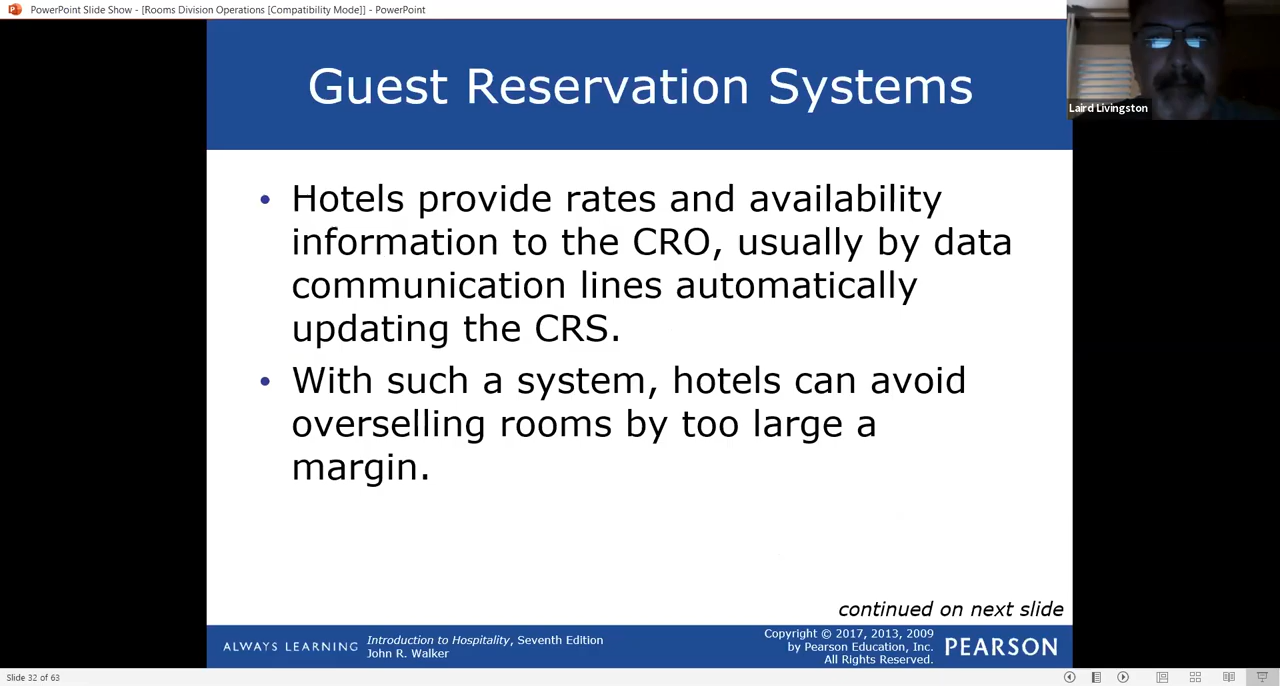 PowerPoint Slide Show - [Rooms Division Operations [Compatibility Mode]] - PowerPoint
Laird Livingston
Guest Reservation Systems
• Hotels provide rates and availability
information to the CRO, usually by data
communication lines automatically
updating the CRS.
• With such a system, hotels can avoid
overselling rooms by too large a
margin.
continued on next slide
ALWAYS LEARNING
Introduction to Hospitality, Seventh Edition
John R. Walker
Copyright © 2017, 2013, 2009
by Pearson Education, Inc.
All Rights Reserved.
PEARSON
Slide 32 of 63